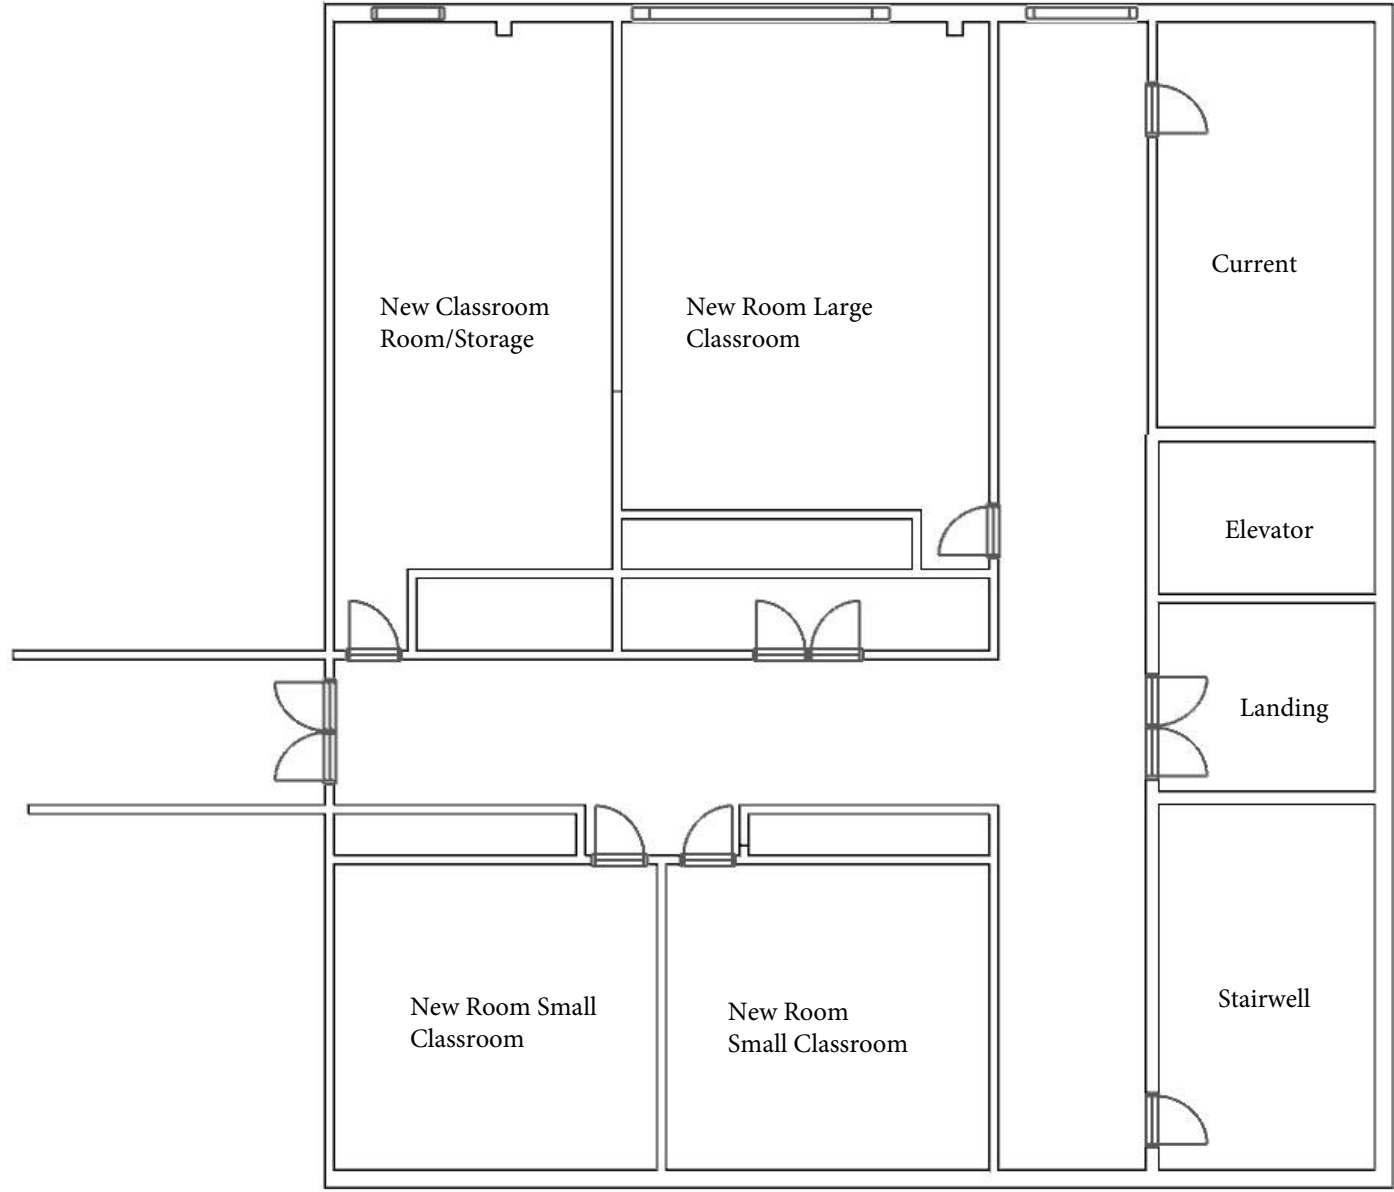 New Classroom
Room/Storage
New Room Large
Classroom
Current
Elevator
Landing
New Room Small
Classroom
New Room
Small Classroom
Stairwell